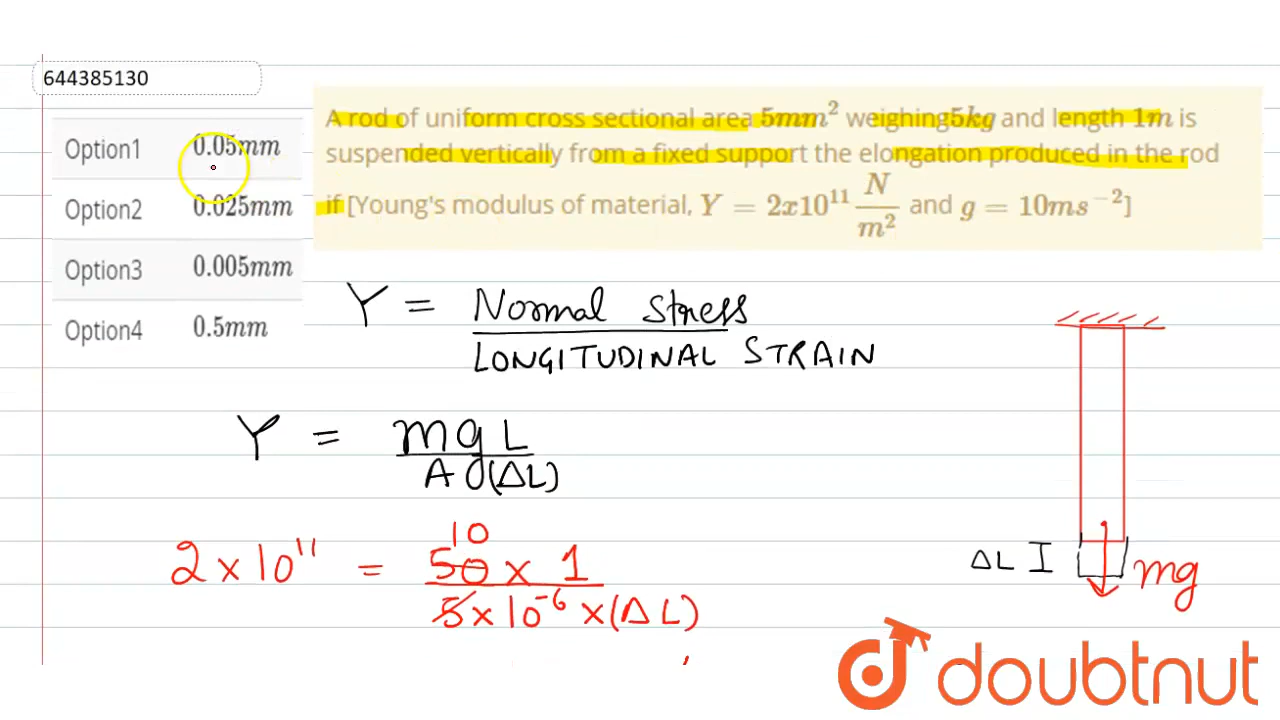 644385130
Option1 0.05mm
Option2 0.025mm
Option3 0.005mm
Option4 0.5mm
A rod of uniform cross sectional area 5mm² weighing5kg and length 1m is
suspended vertically from a fixed support the elongation produced in the rod
if [Young's modulus of material, Y = 2x10¹¹ N/m² and g = 10ms⁻²]
Y = Normal Stress
LONGITUDINAL STRAIN
Y = mg L
A (ΔL)
10
2 x 10¹¹ = 50 x 1
5 x 10⁻⁶ x (ΔL)
ΔL
mg
doubtnut